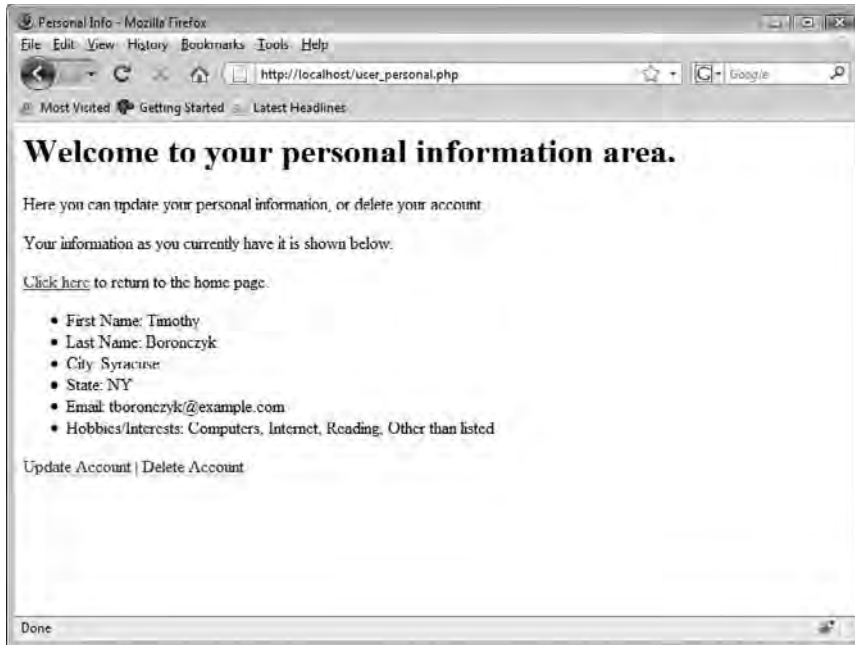 Personal Info - Mozilla Firefox
File Edit View History Bookmarks Tools Help
http://localhost/user_personal.php
G Google
Most Visited Getting Started Latest Headlines
Welcome to your personal information area.
Here you can update your personal information, or delete your account.
Your information as you currently have it is shown below.
Click here to return to the home page.
• First Name: Timothy
• Last Name: Boronczyk
• City: Syracuse
• State: NY
• Email: tboronczyk@example.com
• Hobbies/Interests: Computers, Internet, Reading, Other than listed
Update Account | Delete Account
Done